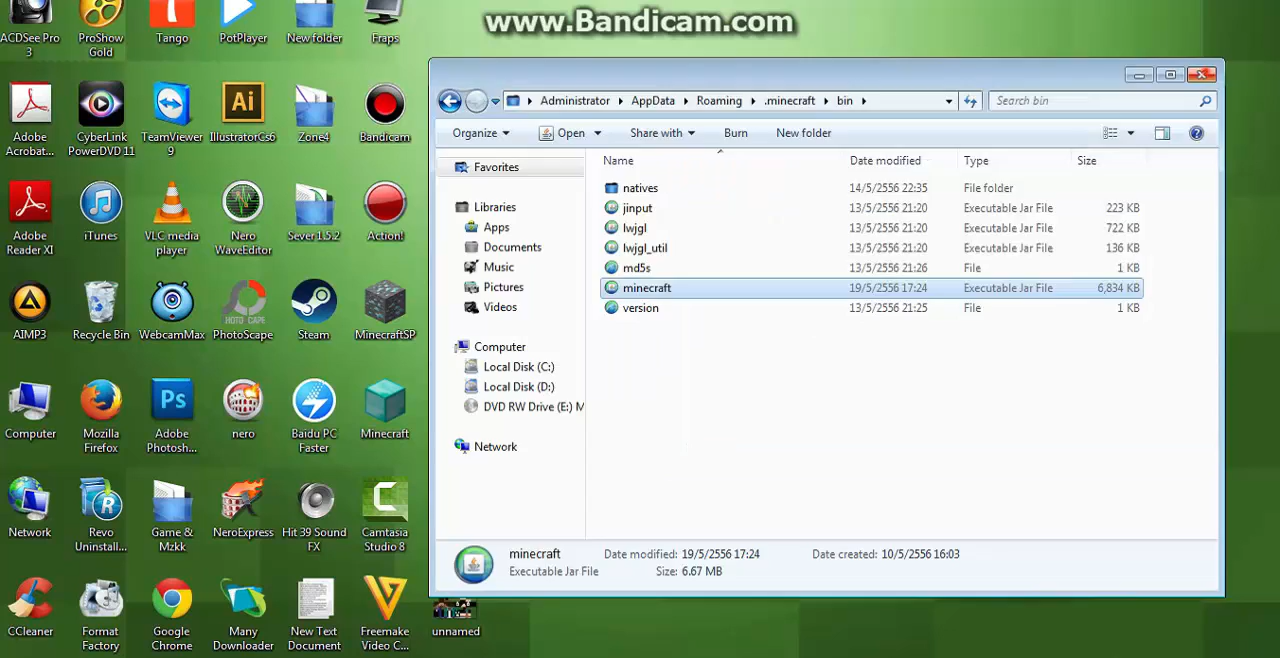 www.Bandicam.com
ACDSee Pro 3
ProShow Gold
Tango
PotPlayer
New folder
Fraps
Adobe Acrobat...
CyberLink PowerDVD 11
TeamViewer 9
Ai
IllustratorCs6
Zone4
Bandicam
Adobe Reader XI
iTunes
VLC media player
Nero WaveEditor
Sever 1.5.2
Action!
AIMP3
Recycle Bin
WebcamMax
PhotoScape
Steam
MinecraftSP
Computer
Mozilla Firefox
Ps
Adobe Photosh...
nero
Baidu PC Faster
Minecraft
Network
Revo Uninstall...
Game & Mzkk
NeroExpress
Hit 39 Sound FX
Camtasia Studio 8
CCleaner
Format Factory
Google Chrome
Many Downloader
New Text Document
Freemake Video C...
unnamed
Administrator AppData Roaming .minecraft bin
Search bin
Organize Open Share with Burn New folder
Favorites
Libraries
Apps
Documents
Music
Pictures
Videos
Computer
Local Disk (C:)
Local Disk (D:)
DVD RW Drive (E:) M
Network
Name Date modified Type Size
natives 14/5/2556 22:35 File folder
jinput 13/5/2556 21:20 Executable Jar File 223 KB
lwjgl 13/5/2556 21:20 Executable Jar File 722 KB
lwjgl_util 13/5/2556 21:20 Executable Jar File 136 KB
md5s 13/5/2556 21:26 File 1 KB
minecraft 19/5/2556 17:24 Executable Jar File 6,834 KB
version 13/5/2556 21:25 File 1 KB
minecraft Date modified: 19/5/2556 17:24 Date created: 10/5/2556 16:03
Executable Jar File Size: 6.67 MB